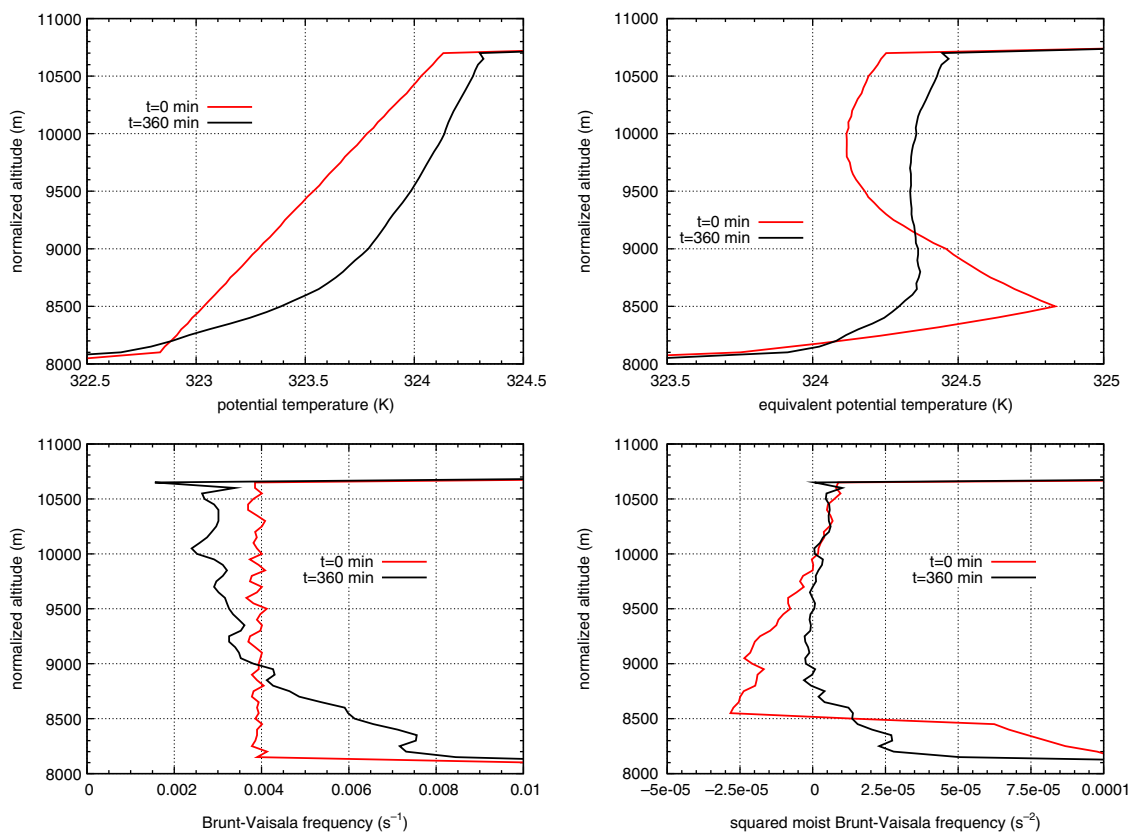 11000
10500
10000
9500
9000
8500
8000
normalized altitude (m)
t=0 min
t=360 min
322.5 323 323.5 324 324.5
potential temperature (K)
11000
10500
10000
9500
9000
8500
8000
normalized altitude (m)
t=0 min
t=360 min
323.5 324 324.5 325
equivalent potential temperature (K)
11000
10500
10000
9500
9000
8500
8000
normalized altitude (m)
t=0 min
t=360 min
0 0.002 0.004 0.006 0.008 0.01
Brunt-Vaisala frequency (s⁻¹)
11000
10500
10000
9500
9000
8500
8000
normalized altitude (m)
t=0 min
t=360 min
−5e-05 −2.5e-05 0 2.5e-05 5e-05 7.5e-05 0.0001
squared moist Brunt-Vaisala frequency (s⁻²)